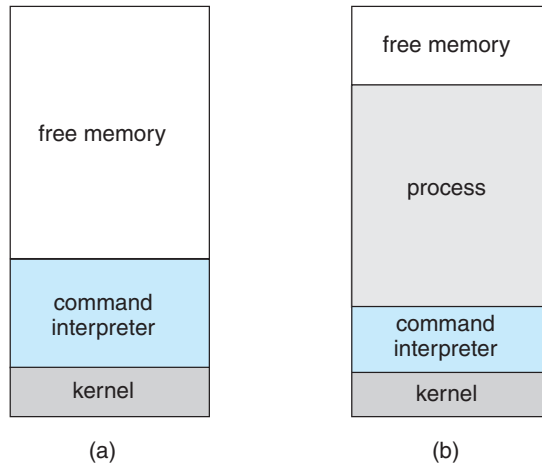 free memory
command
interpreter
kernel
(a)
free memory
process
command
interpreter
kernel
(b)